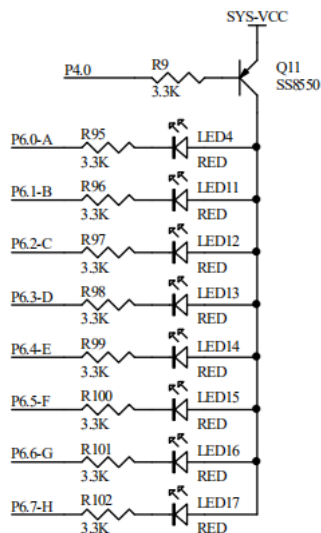 SYS-VCC
P4.0 R9 3.3K Q11 SS8550
P6.0-A R95 3.3K LED4 RED
P6.1-B R96 3.3K LED11 RED
P6.2-C R97 3.3K LED12 RED
P6.3-D R98 3.3K LED13 RED
P6.4-E R99 3.3K LED14 RED
P6.5-F R100 3.3K LED15 RED
P6.6-G R101 3.3K LED16 RED
P6.7-H R102 3.3K LED17 RED